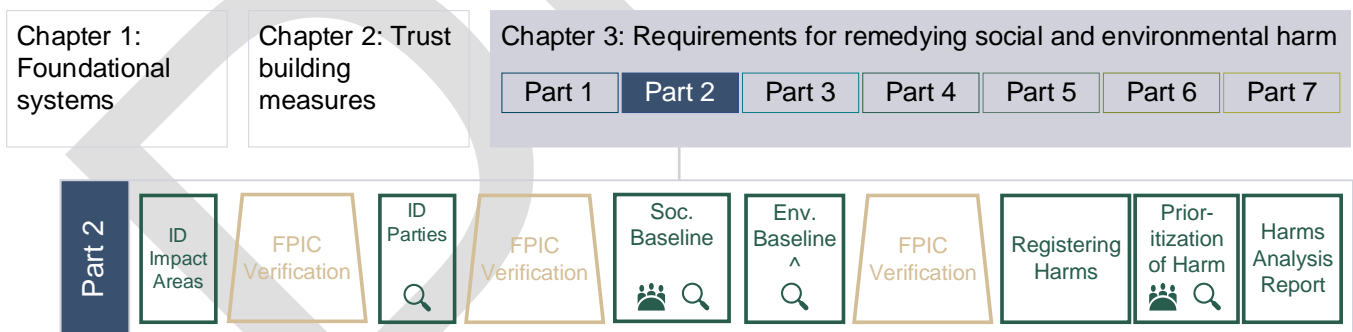 Chapter 1:
Foundational
systems
Chapter 2: Trust
building
measures
Chapter 3: Requirements for remedying social and environmental harm
Part 1
Part 2
Part 3
Part 4
Part 5
Part 6
Part 7
Part 2
ID
Impact
Areas
FPIC
Verification
ID
Parties
FPIC
Verification
Soc.
Baseline
Env.
Baseline
^
FPIC
Verification
Registering
Harms
Prior-
itization
of Harm
Harms
Analysis
Report